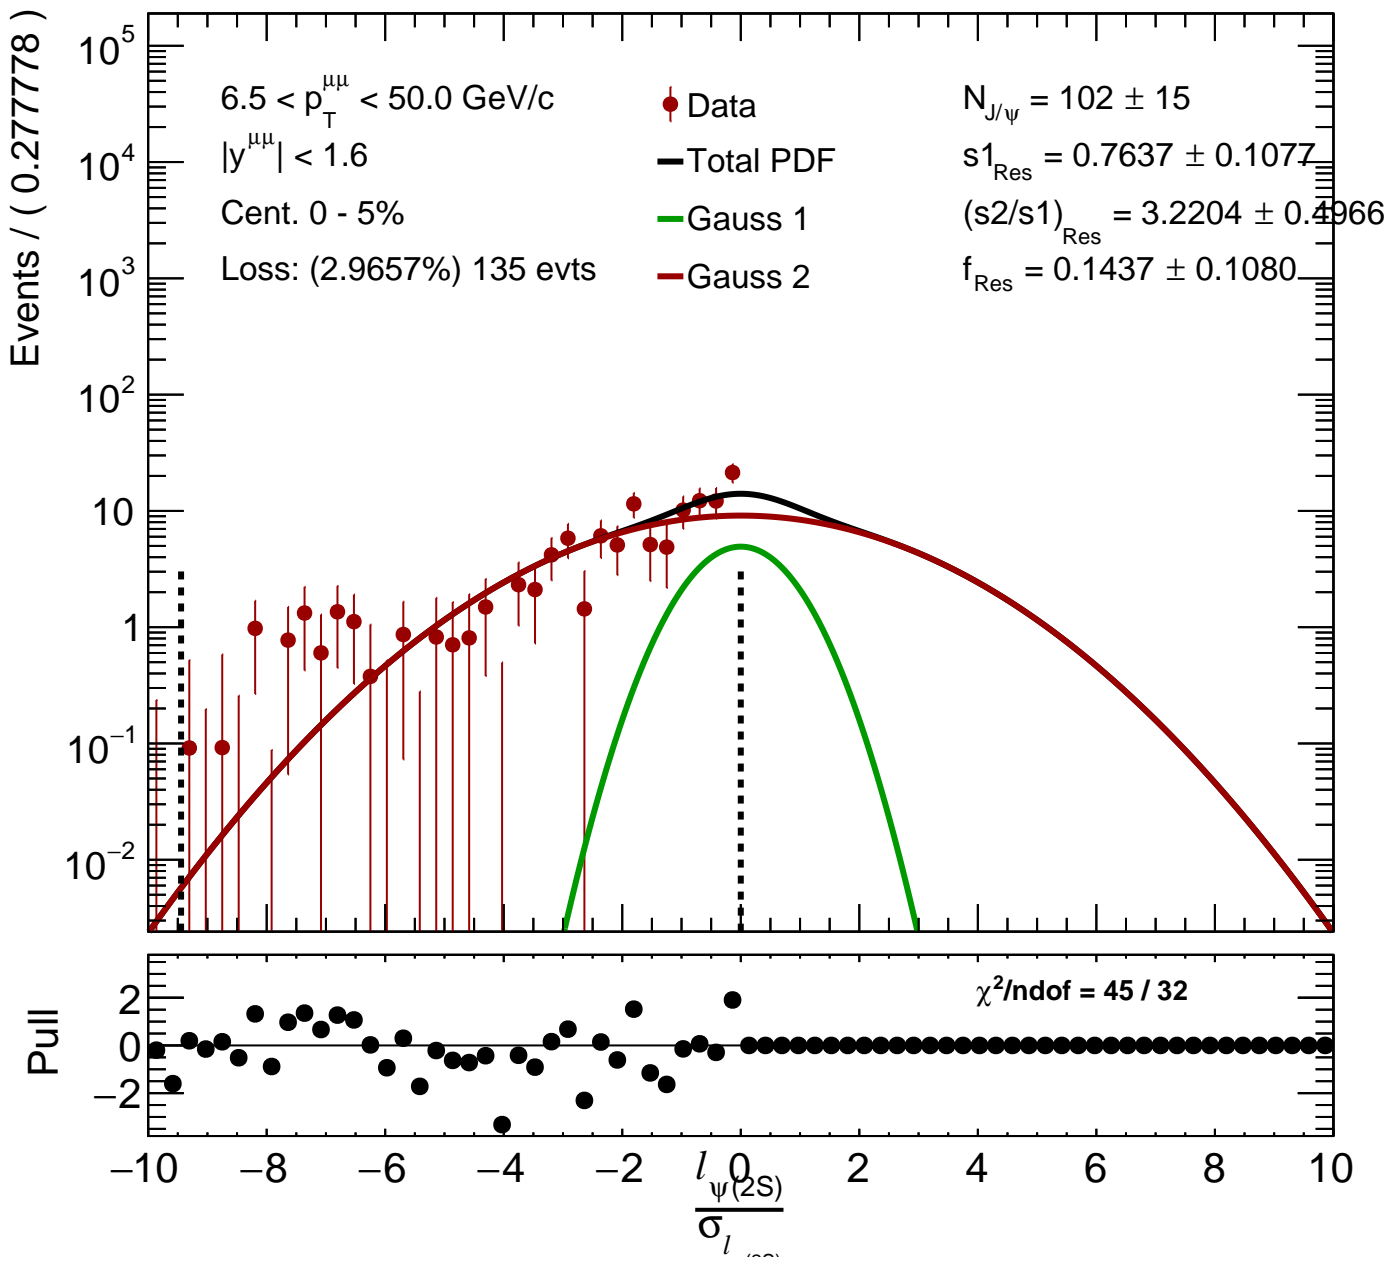 Events / ( 0.277778 )
10^5
10^4
10^3
10^2
10
1
10^−1
10^−2
6.5 < p_T^μμ < 50.0 GeV/c
|y^μμ| < 1.6
Cent. 0 - 5%
Loss: (2.9657%) 135 evts
Data
Total PDF
Gauss 1
Gauss 2
N_J/ψ = 102 ± 15
s1_Res = 0.7637 ± 0.1077
(s2/s1)_Res = 3.2204 ± 0.4966
f_Res = 0.1437 ± 0.1080
Pull
2
0
−2
χ²/ndof = 45 / 32
−10 −8 −6 −4 −2 0 2 4 6 8 10
l_ψ(2S)
σ_l